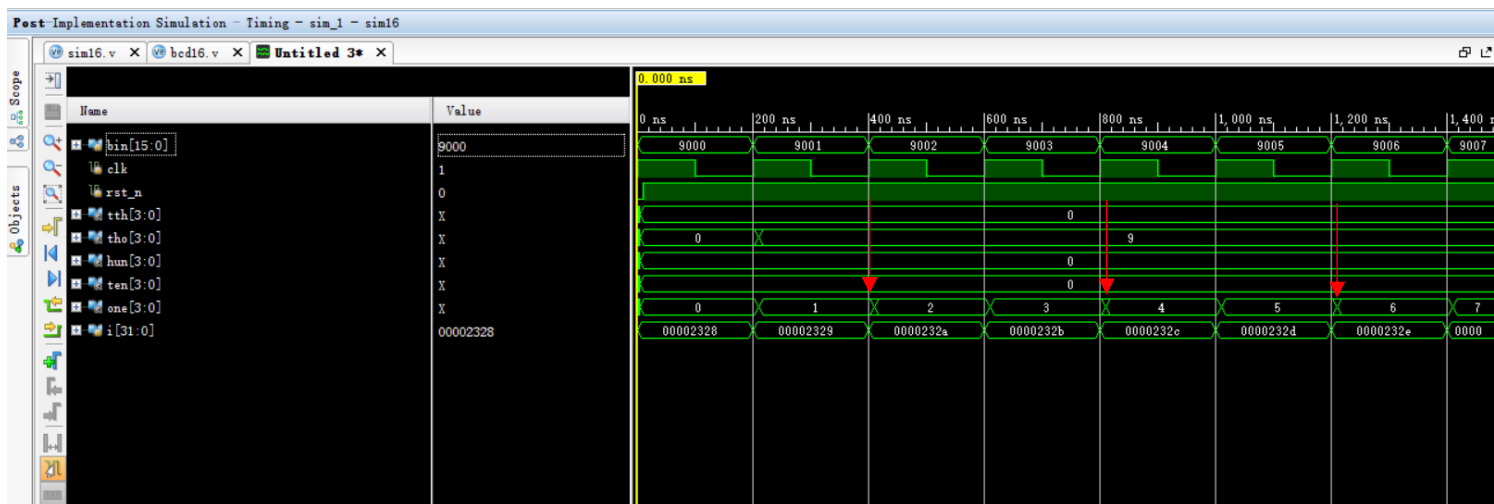 Post-Implementation Simulation - Timing - sim_1 - sim16
sim16.v bcd16.v Untitled 3*
Scope
Objects
0.000 ns
Name Value
0 ns 200 ns 400 ns 600 ns 800 ns 1,000 ns 1,200 ns 1,400 n
bin[15:0] 9000 9000 9001 9002 9003 9004 9005 9006 9007
clk 1
rst_n 0
tth[3:0] X 0
tho[3:0] X 0 9
hun[3:0] X 0
ten[3:0] X 0
one[3:0] X 0 1 2 3 4 5 6 7
i[31:0] 00002328 00002328 00002329 0000232a 0000232b 0000232c 0000232d 0000232e 0000